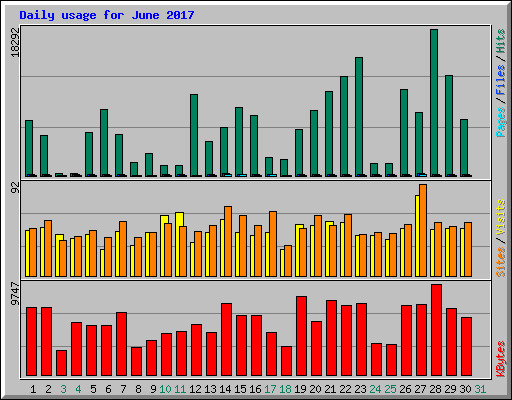 Daily usage for June 2017
18292
Pages/Files/Hits
92
Sites/Visits
9747
KBytes
1 2 3 4 5 6 7 8 9 10 11 12 13 14 15 16 17 18 19 20 21 22 23 24 25 26 27 28 29 30 31